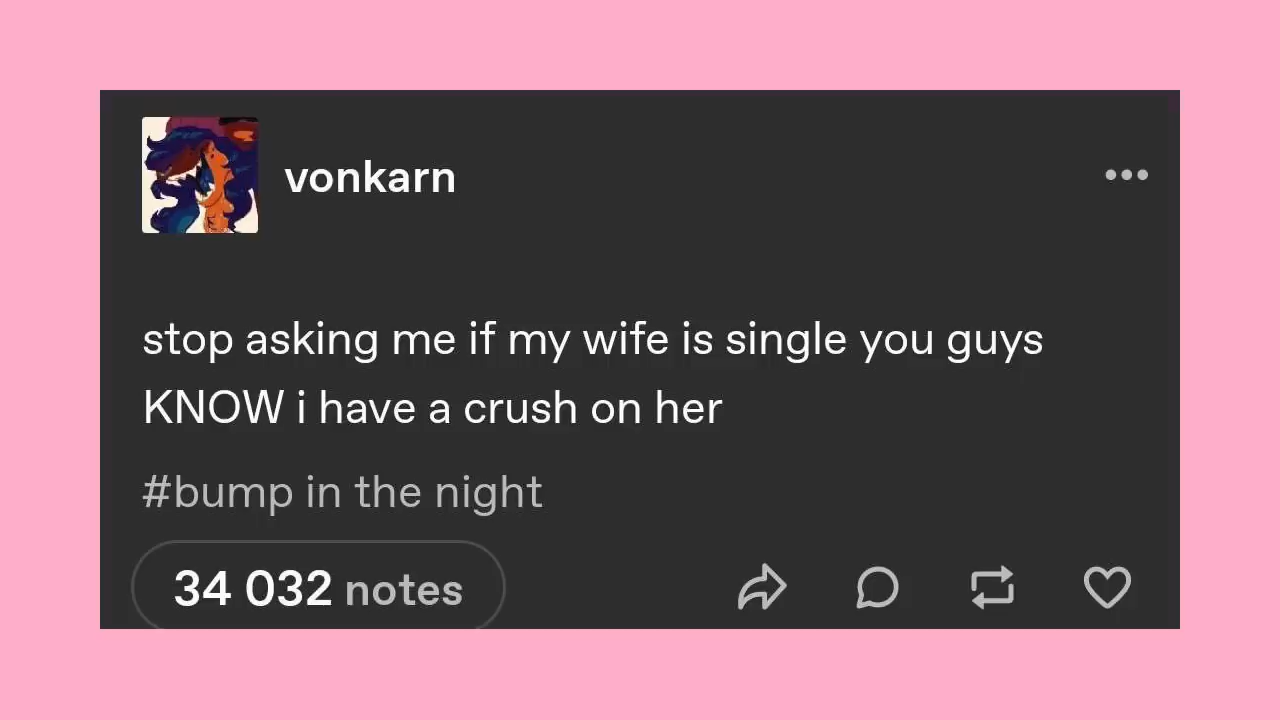 vonkarn
stop asking me if my wife is single you guys
KNOW i have a crush on her
#bump in the night
34 032 notes